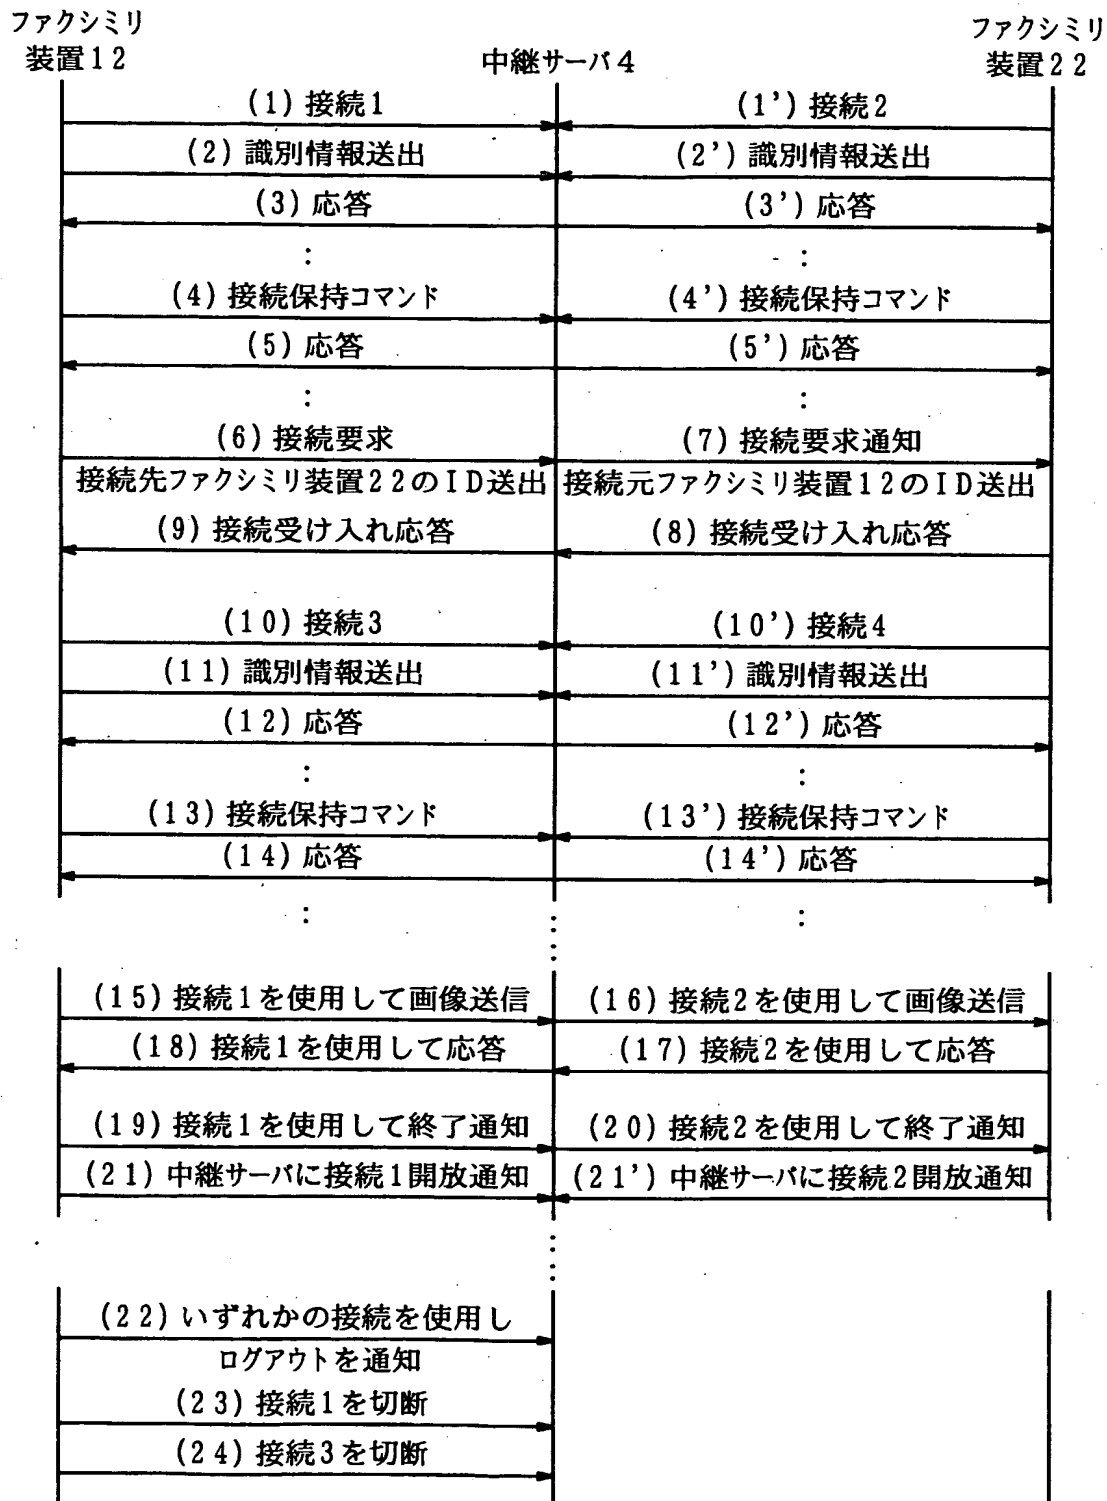 ファクシミリ
装置12
中継サーバ4
ファクシミリ
装置22
(1)接続1
(1')接続2
(2)識別情報送出
(2')識別情報送出
(3)応答
(3')応答
:
:
(4)接続保持コマンド
(4')接続保持コマンド
(5)応答
(5')応答
:
:
(6)接続要求
(7)接続要求通知
接続先ファクシミリ装置22のID送出
接続元ファクシミリ装置12のID送出
(9)接続受け入れ応答
(8)接続受け入れ応答
(10)接続3
(10')接続4
(11)識別情報送出
(11')識別情報送出
(12)応答
(12')応答
:
:
(13)接続保持コマンド
(13')接続保持コマンド
(14)応答
(14')応答
:
:
(15)接続1を使用して画像送信
(16)接続2を使用して画像送信
(18)接続1を使用して応答
(17)接続2を使用して応答
(19)接続1を使用して終了通知
(20)接続2を使用して終了通知
(21)中継サーバに接続1開放通知
(21')中継サーバに接続2開放通知
(22)いずれかの接続を使用し
ログアウトを通知
(23)接続1を切断
(24)接続3を切断